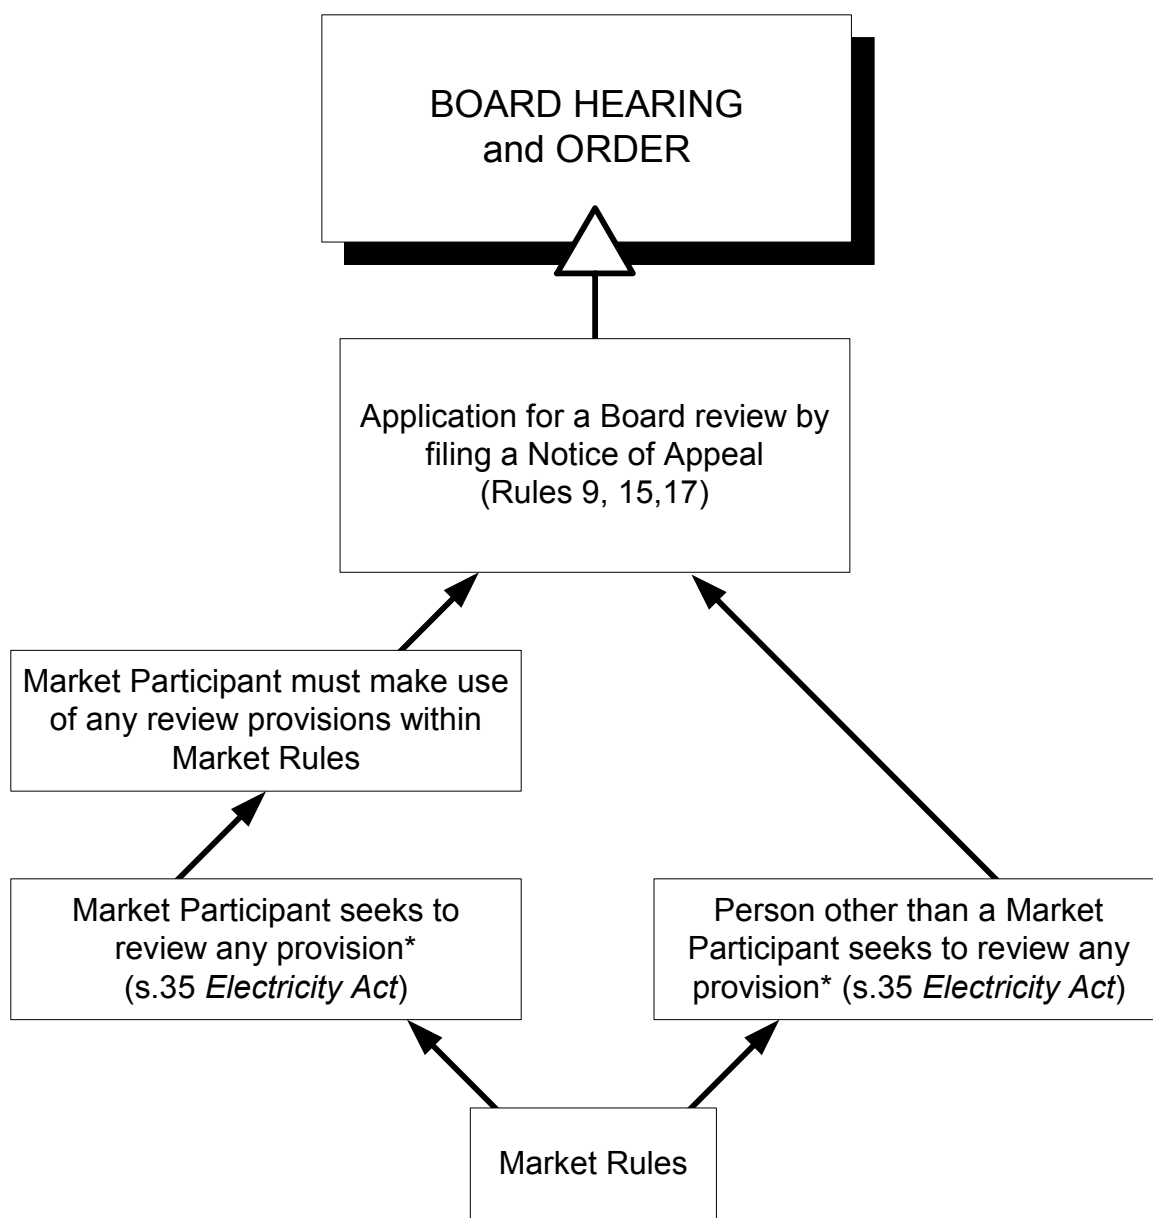 BOARD HEARING
and ORDER
Application for a Board review by
filing a Notice of Appeal
(Rules 9, 15,17)
Market Participant must make use
of any review provisions within
Market Rules
Market Participant seeks to
review any provision*
(s.35 Electricity Act)
Person other than a Market
Participant seeks to review any
provision* (s.35 Electricity Act)
Market Rules